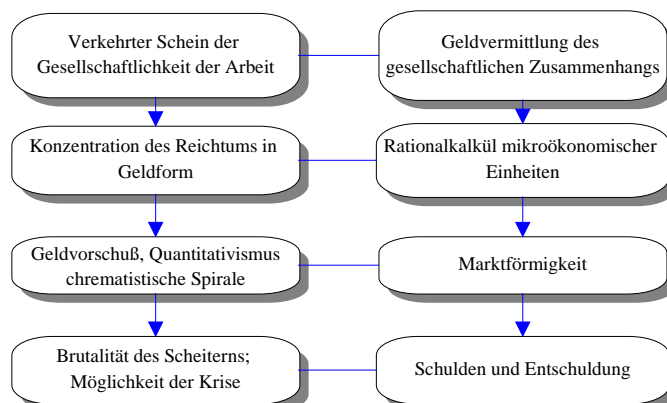 Verkehrter Schein der
Gesellschaftlichkeit der Arbeit
Geldvermittlung des
gesellschaftlichen Zusammenhangs
Konzentration des Reichtums in
Geldform
Rationalkalkül mikroökonomischer
Einheiten
Geldvorschuß, Quantitativismus
chrematistische Spirale
Marktförmigkeit
Brutalität des Scheiterns;
Möglichkeit der Krise
Schulden und Entschuldung